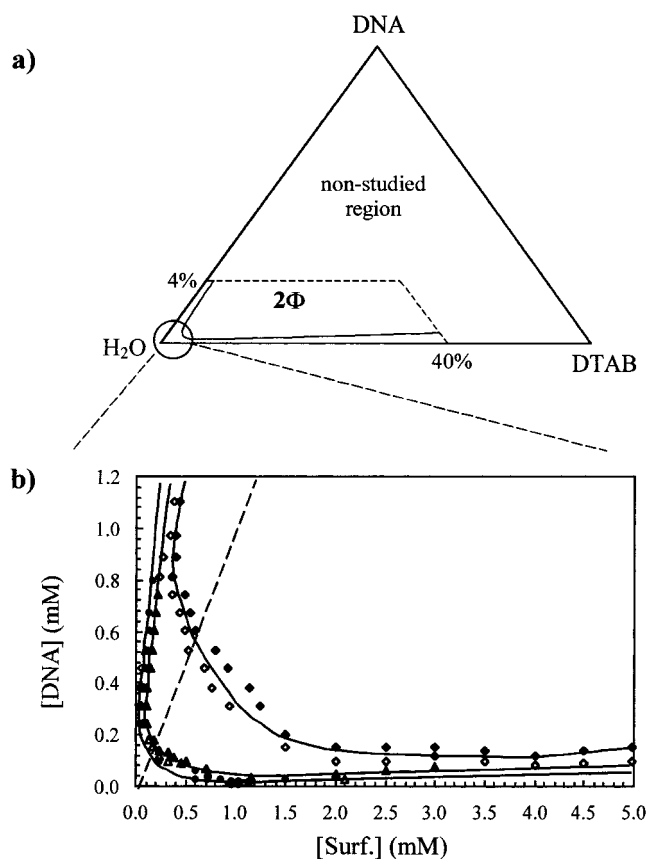 DNA
a)
non-studied
region
4%
2Φ
H₂O
40%
DTAB
b)
1.2
1.0
0.8
0.6
0.4
0.2
0.0
[DNA] (mM)
0.0 0.5 1.0 1.5 2.0 2.5 3.0 3.5 4.0 4.5 5.0
[Surf.] (mM)